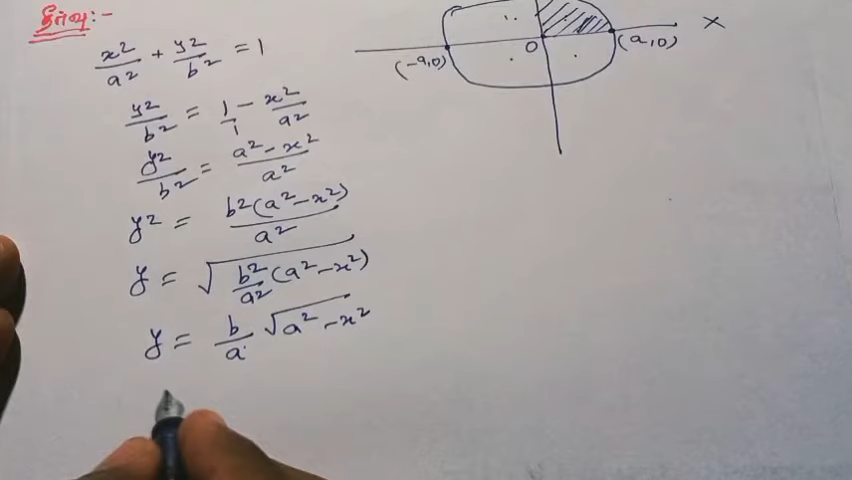 தீர்வு:-
x²/a² + y²/b² = 1
y²/b² = 1/1 - x²/a²
y²/b² = a² - x²/a²
y² = b²(a² - x²)/a²
y = √b²/a² (a² - x²)
y = b/a √a² - x²
(-a,0) 0 (a,0) X